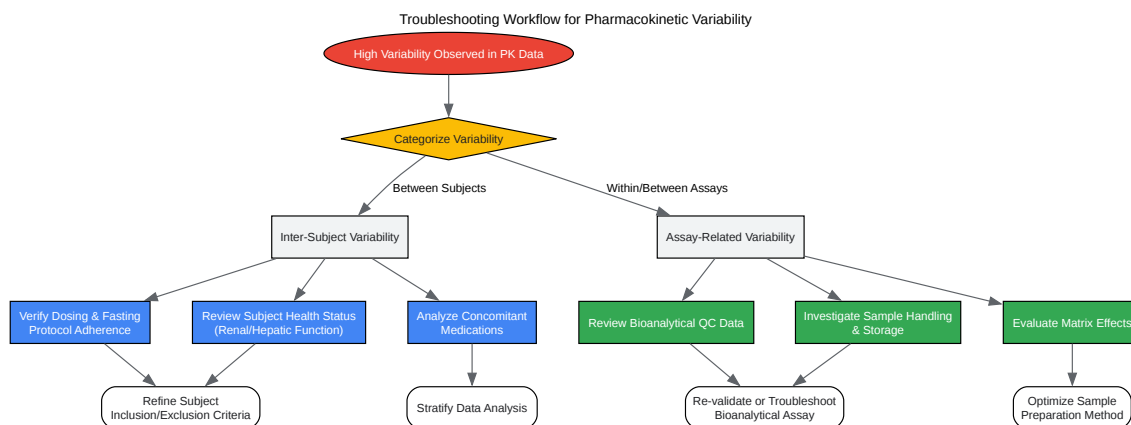 Troubleshooting Workflow for Pharmacokinetic Variability
High Variability Observed in PK Data
Categorize Variability
Between Subjects
Within/Between Assays
Inter-Subject Variability
Assay-Related Variability
Verify Dosing & Fasting
Protocol Adherence
Review Subject Health Status
(Renal/Hepatic Function)
Analyze Concomitant
Medications
Review Bioanalytical QC Data
Investigate Sample Handling
& Storage
Evaluate Matrix Effects
Refine Subject
Inclusion/Exclusion Criteria
Stratify Data Analysis
Re-validate or Troubleshoot
Bioanalytical Assay
Optimize Sample
Preparation Method